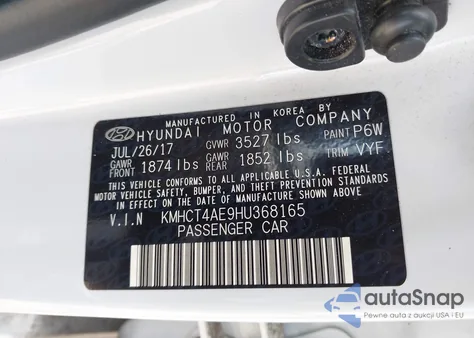 MANUFACTURED IN KOREA BY
HYUNDAI MOTOR COMPANY
JUL/26/17 GVWR 3527 lbs PAINT P6W
GAWR FRONT 1874 lbs GAWR REAR 1852 lbs TRIM VYF
THIS VEHICLE CONFORMS TO ALL APPLICABLE U.S.A. FEDERAL
MOTOR VEHICLE SAFETY, BUMPER, AND THEFT PREVENTION
STANDARDS IN EFFECT ON THE DATE OF MANUFACTURE SHOWN ABOVE.
V.I.N KMHCT4AE9HU368165
PASSENGER CAR
autoSnap
Pewne auta z aukcji USA i EU